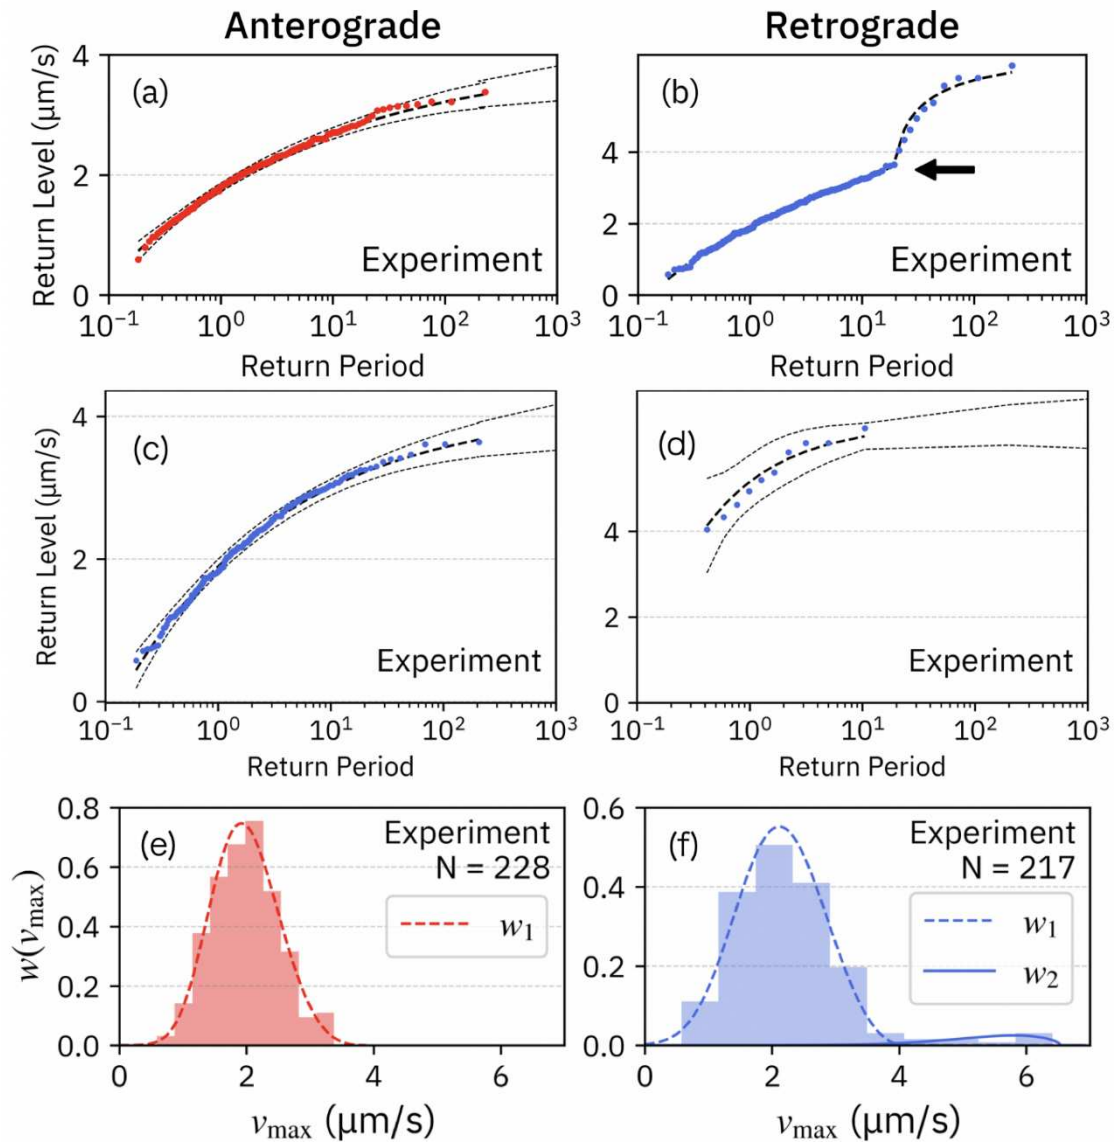 Anterograde Retrograde
4
2
0
Return Level (μm/s)
(a)
Experiment
10⁻¹ 10⁰ 10¹ 10² 10³
Return Period
4
2
0
(b)
Experiment
10⁻¹ 10⁰ 10¹ 10² 10³
Return Period
4
2
0
Return Level (μm/s)
(c)
Experiment
10⁻¹ 10⁰ 10¹ 10² 10³
Return Period
4
2
0
(d)
Experiment
10⁻¹ 10⁰ 10¹ 10² 10³
Return Period
0.8
0.6
0.4
0.2
0.0
w(vmax)
(e)
Experiment
N = 228
w₁
0 2 4 6
vmax (μm/s)
0.6
0.4
0.2
0.0
(f)
Experiment
N = 217
w₁
w₂
0 2 4 6
vmax (μm/s)